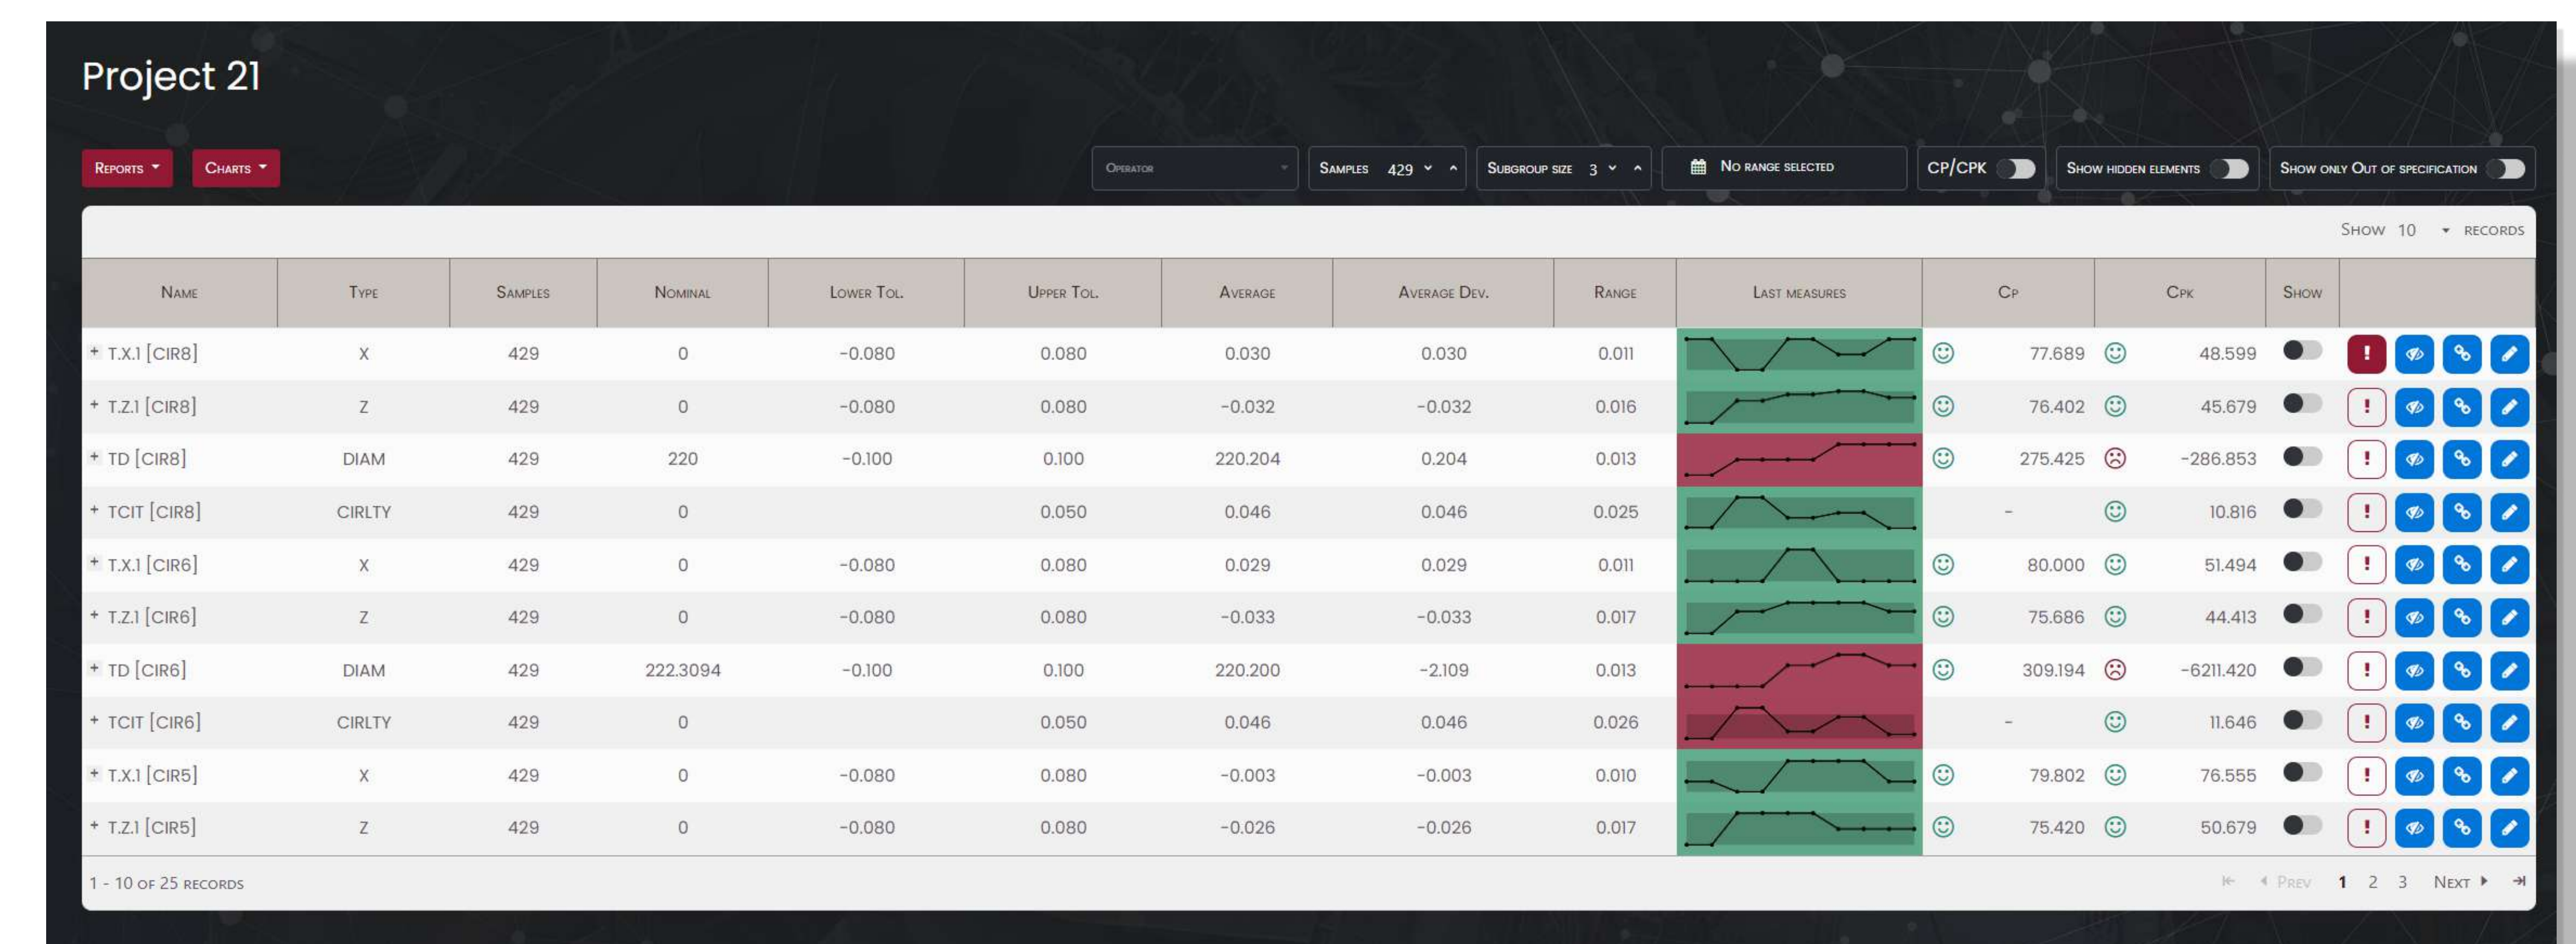 Project 21
Reports Charts Operator Samples 429 Subgroup size 3 No range selected CP/CPK Show hidden elements Show only Out of specification
Show 10 records
Name Type Samples Nominal Lower Tol. Upper Tol. Average Average Dev. Range Last measures Cp Cpk Show
+ T.X.1 [CIR8] X 429 0 -0.080 0.080 0.030 0.030 0.011 77.689 48.599 !
+ T.Z.1 [CIR8] Z 429 0 -0.080 0.080 -0.032 -0.032 0.016 76.402 45.679 !
+ TD [CIR8] DIAM 429 220 -0.100 0.100 220.204 0.204 0.013 275.425 -286.853 !
+ TCIT [CIR8] CIRLTY 429 0 0.050 0.046 0.046 0.025 - 10.816 !
+ T.X.1 [CIR6] X 429 0 -0.080 0.080 0.029 0.029 0.011 80.000 51.494 !
+ T.Z.1 [CIR6] Z 429 0 -0.080 0.080 -0.033 -0.033 0.017 75.686 44.413 !
+ TD [CIR6] DIAM 429 222.3094 -0.100 0.100 220.200 -2.109 0.013 309.194 -6211.420 !
+ TCIT [CIR6] CIRLTY 429 0 0.050 0.046 0.046 0.026 - 11.646 !
+ T.X.1 [CIR5] X 429 0 -0.080 0.080 -0.003 -0.003 0.010 79.802 76.555 !
+ T.Z.1 [CIR5] Z 429 0 -0.080 0.080 -0.026 -0.026 0.017 75.420 50.679 !
1 - 10 of 25 records Prev 1 2 3 Next